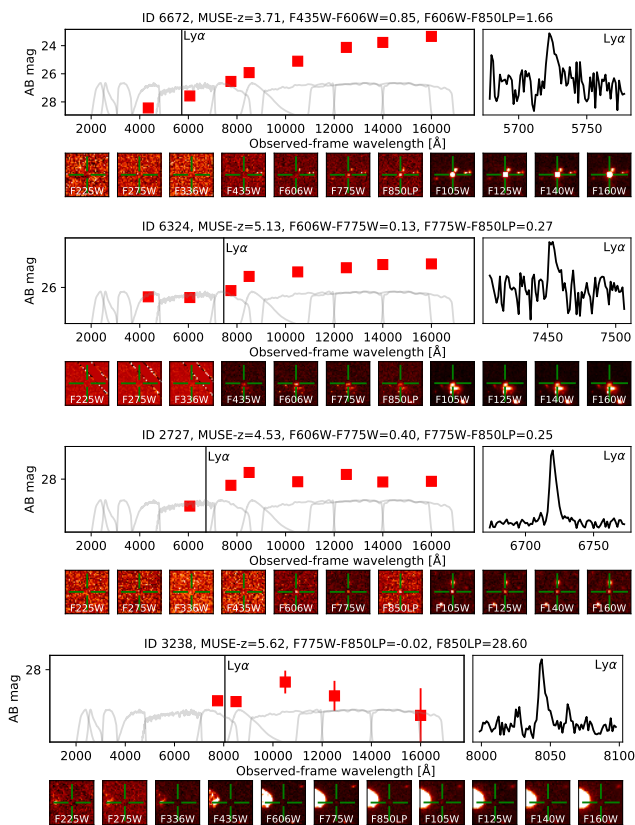 ID 6672, MUSE-z=3.71, F435W-F606W=0.85, F606W-F850LP=1.66
AB mag
24
26
28
Lyα
Lyα
2000 4000 6000 8000 10000 12000 14000 16000
5700 5750
Observed-frame wavelength [Å]
F225W F275W F336W F435W F606W F775W F850LP F105W F125W F140W F160W
ID 6324, MUSE-z=5.13, F606W-F775W=0.13, F775W-F850LP=0.27
AB mag
26
Lyα
Lyα
2000 4000 6000 8000 10000 12000 14000 16000
7450 7500
Observed-frame wavelength [Å]
F225W F275W F336W F435W F606W F775W F850LP F105W F125W F140W F160W
ID 2727, MUSE-z=4.53, F606W-F775W=0.40, F775W-F850LP=0.25
AB mag
28
Lyα
Lyα
2000 4000 6000 8000 10000 12000 14000 16000
6700 6750
Observed-frame wavelength [Å]
F225W F275W F336W F435W F606W F775W F850LP F105W F125W F140W F160W
ID 3238, MUSE-z=5.62, F775W-F850LP=-0.02, F850LP=28.60
AB mag
28
Lyα
Lyα
2000 4000 6000 8000 10000 12000 14000 16000
8000 8050 8100
Observed-frame wavelength [Å]
F225W F275W F336W F435W F606W F775W F850LP F105W F125W F140W F160W